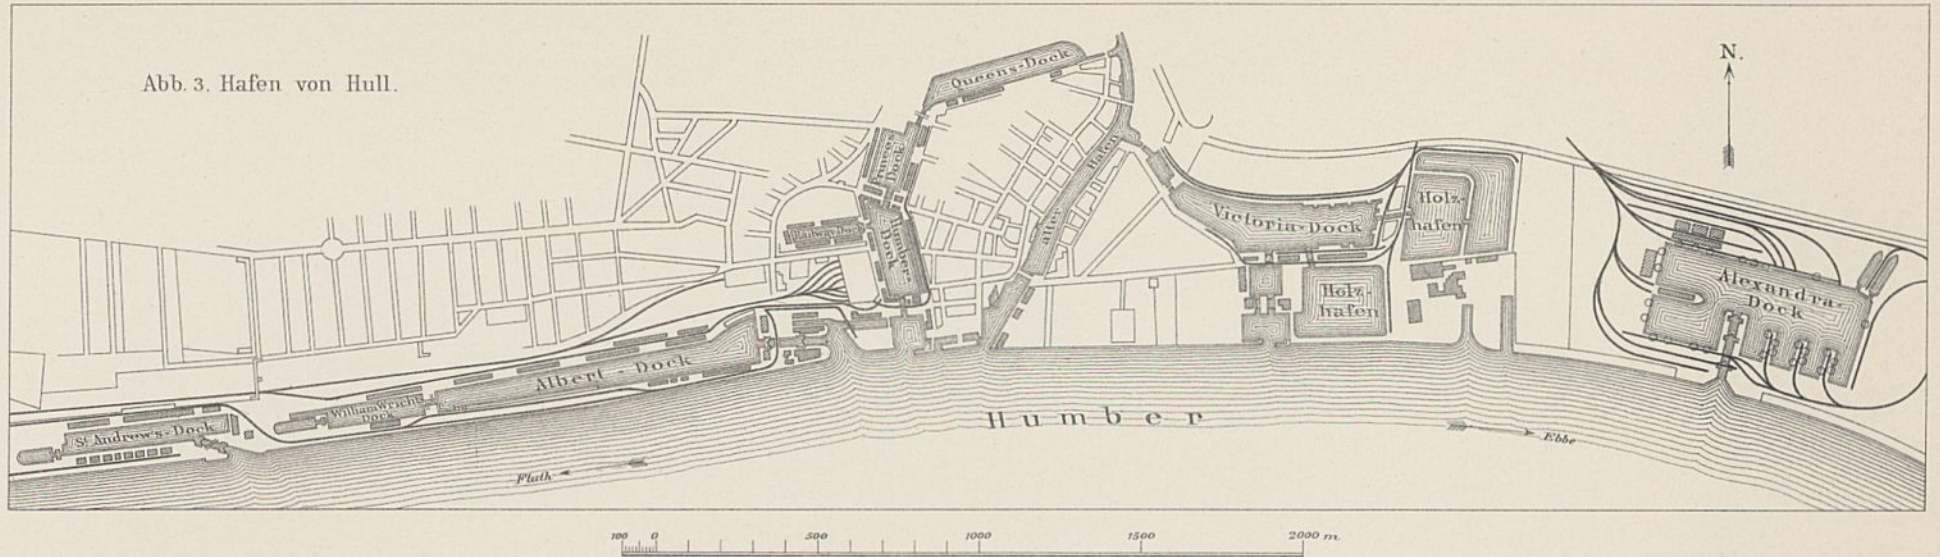 Abb. 3. Hafen von Hull.
N.
Queens-Dock
Princes
Dock
alter Hafen
Railway-Dock
Humber
Dock
Victoria-Dock
Holz-
hafen
Holz-
hafen
Alexandra-
Dock
Albert-Dock
William Wright
Dock
St. Andrew's-Dock
Humber
Ebbe
Fluth
100 0 500 1000 1500 2000 m.